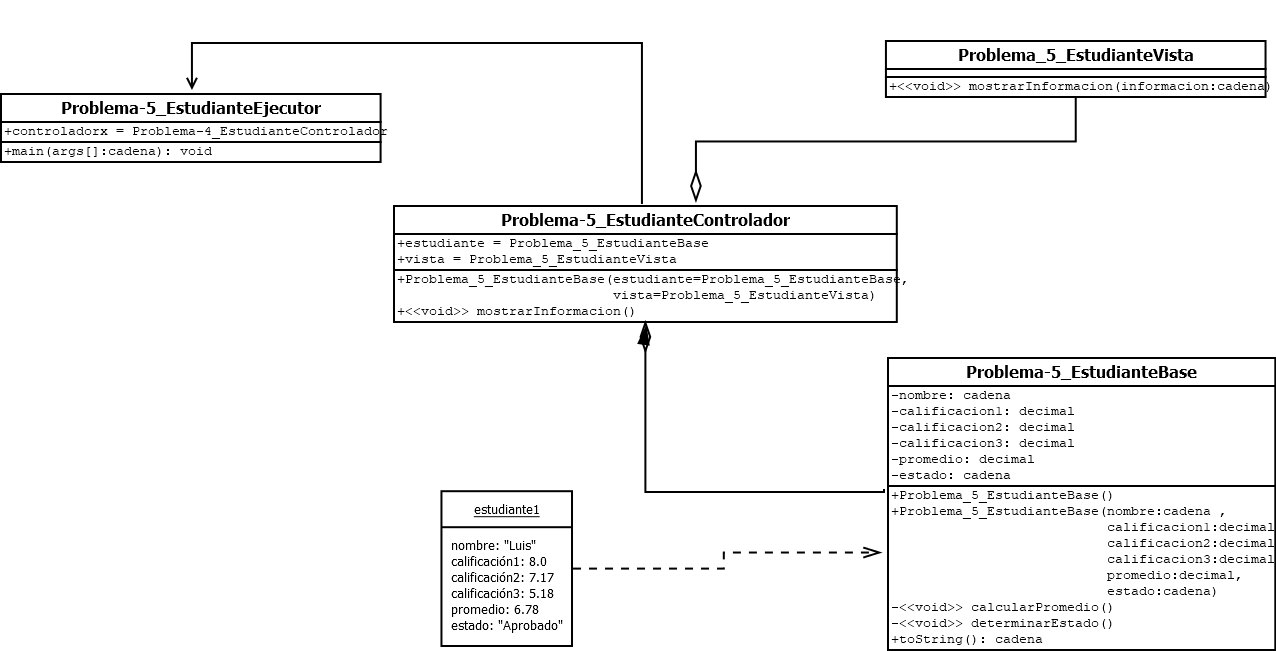 Problema_5_EstudianteVista
+<<void>> mostrarInformacion(informacion:cadena)
Problema-5_EstudianteEjecutor
+controladorx = Problema-4_EstudianteControlador
+main(args[]:cadena): void
Problema-5_EstudianteControlador
+estudiante = Problema_5_EstudianteBase
+vista = Problema_5_EstudianteVista
+Problema_5_EstudianteBase(estudiante=Problema_5_EstudianteBase,
vista=Problema_5_EstudianteVista)
+<<void>> mostrarInformacion()
Problema-5_EstudianteBase
-nombre: cadena
-calificacion1: decimal
-calificacion2: decimal
-calificacion3: decimal
-promedio: decimal
-estado: cadena
+Problema_5_EstudianteBase()
+Problema_5_EstudianteBase(nombre:cadena ,
calificacion1:decimal
calificacion2:decimal
calificacion3:decimal
promedio:decimal,
estado:cadena)
-<<void>> calcularPromedio()
-<<void>> determinarEstado()
+toString(): cadena
estudiante1
nombre: "Luis"
calificación1: 8.0
calificación2: 7.17
calificación3: 5.18
promedio: 6.78
estado: "Aprobado"